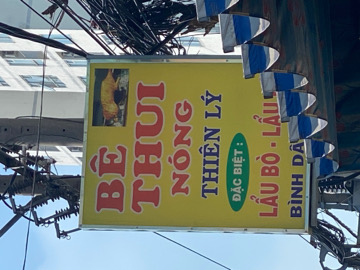 BÊ
THUI
NÓNG
THIÊN LÝ
ĐẶC BIỆT :
LẨU BÒ - LẨU
BÌNH DÂ